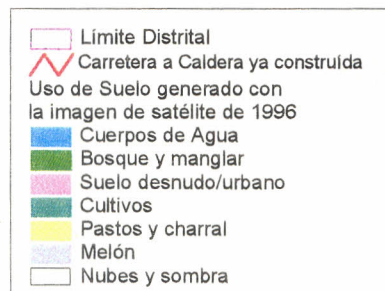 Límite Distrital
Carretera a Caldera ya construída
Uso de Suelo generado con
la imagen de satélite de 1996
Cuerpos de Agua
Bosque y manglar
Suelo desnudo/urbano
Cultivos
Pastos y charral
Melón
Nubes y sombra